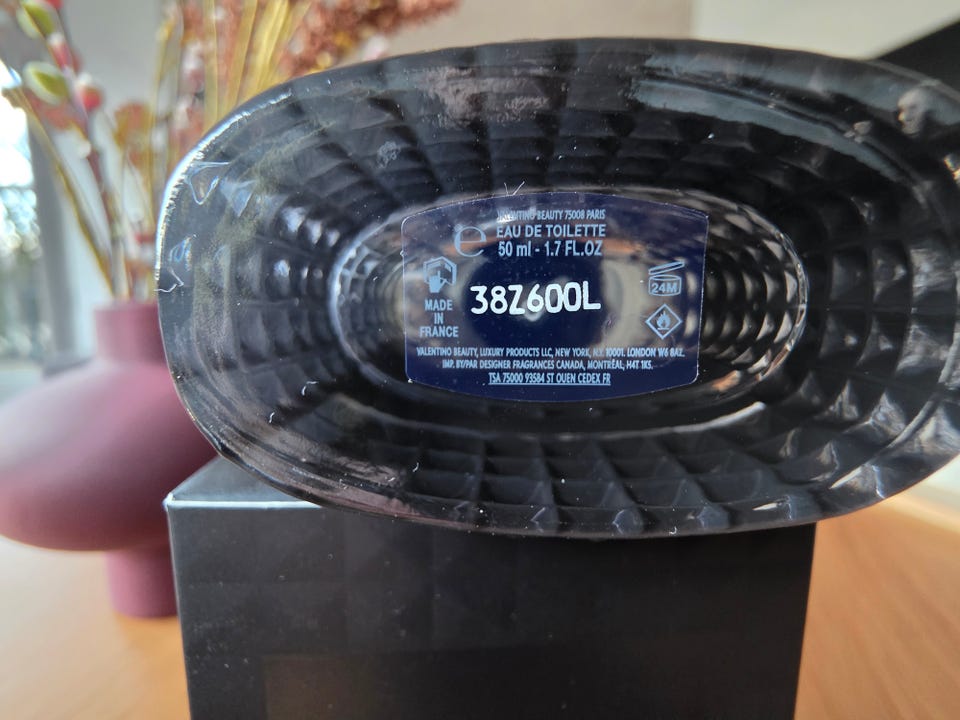 BEAUTY 75008 PARIS
e EAU DE TOILETTE
50 ml - 1.7 FL.OZ
MADE
IN
FRANCE
38Z600L
24M
VALENTINO BEAUTY, LUXURY PRODUCTS LLC, NEW YORK, N.Y. 10001. LONDON W6 8AZ.
IMP. BY/PAR DESIGNER FRAGRANCES CANADA, MONTRÉAL, H4T 1K5.
TSA 75000 93584 ST OUEN CEDEX FR